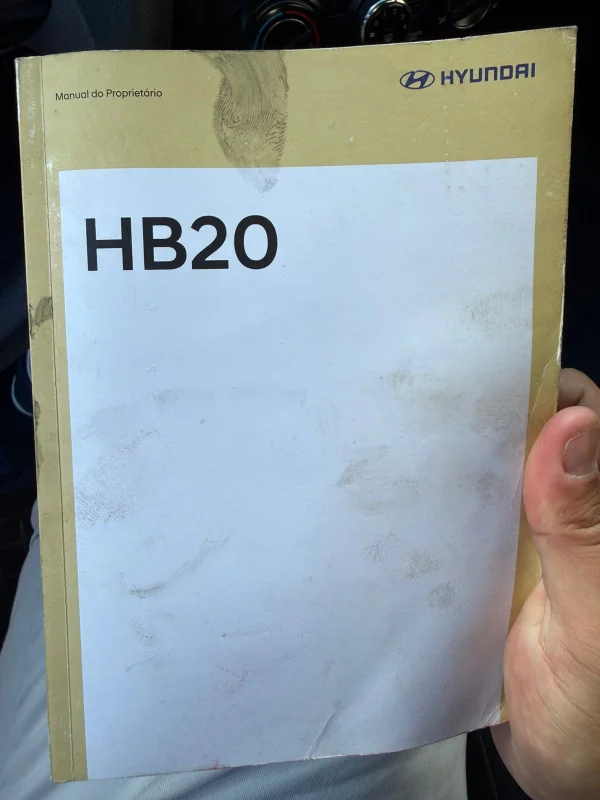 Manual do Proprietário
HYUNDAI
HB20